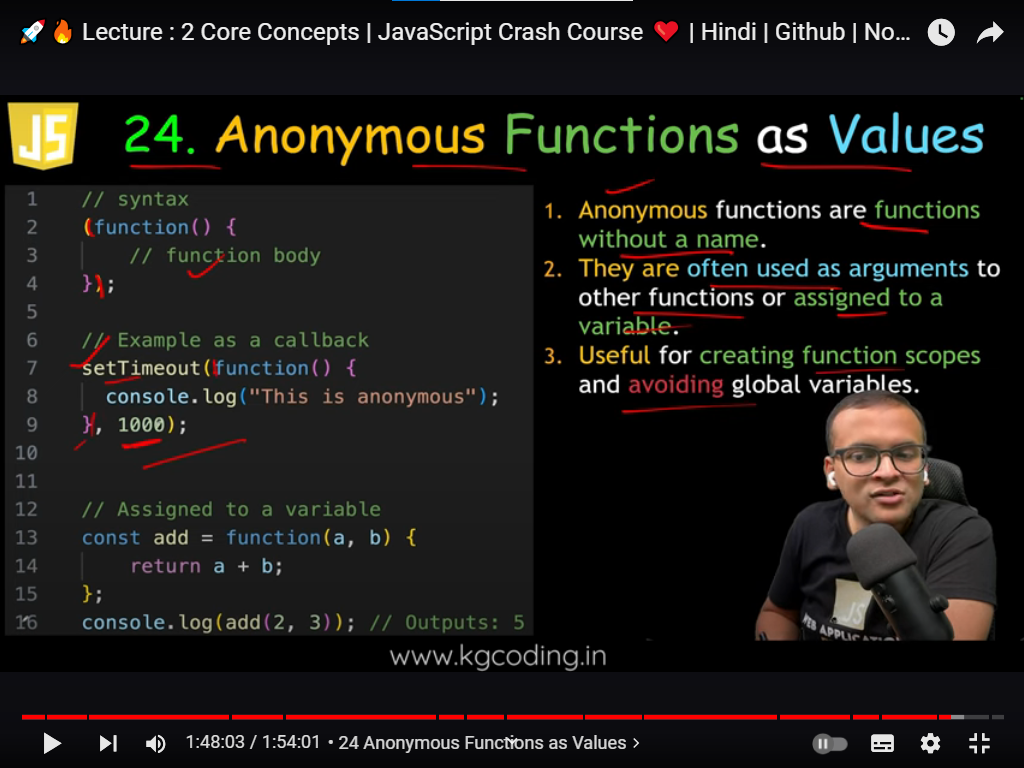 🚀🔥 Lecture : 2 Core Concepts | JavaScript Crash Course ❤️ | Hindi | Github | No...
JS
24. Anonymous Functions as Values
1 // syntax
2 (function() {
3 // function body
4 });
5
6 // Example as a callback
7 setTimeout(function() {
8 console.log("This is anonymous");
9 }, 1000);
10
11
12 // Assigned to a variable
13 const add = function(a, b) {
14 return a + b;
15 };
16 console.log(add(2, 3)); // Outputs: 5
1. Anonymous functions are functions
without a name.
2. They are often used as arguments to
other functions or assigned to a
variable.
3. Useful for creating function scopes
and avoiding global variables.
JS
www.kgcoding.in
1:48:03 / 1:54:01 • 24 Anonymous Functions as Values ›